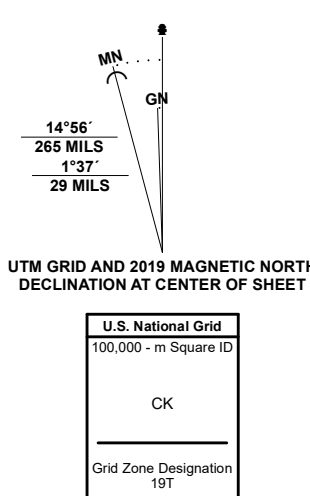 MN
GN
14°56´
265 MILS
1°37´
29 MILS
UTM GRID AND 2019 MAGNETIC NORTH
DECLINATION AT CENTER OF SHEET
U.S. National Grid
100,000 - m Square ID
CK
Grid Zone Designation
19T